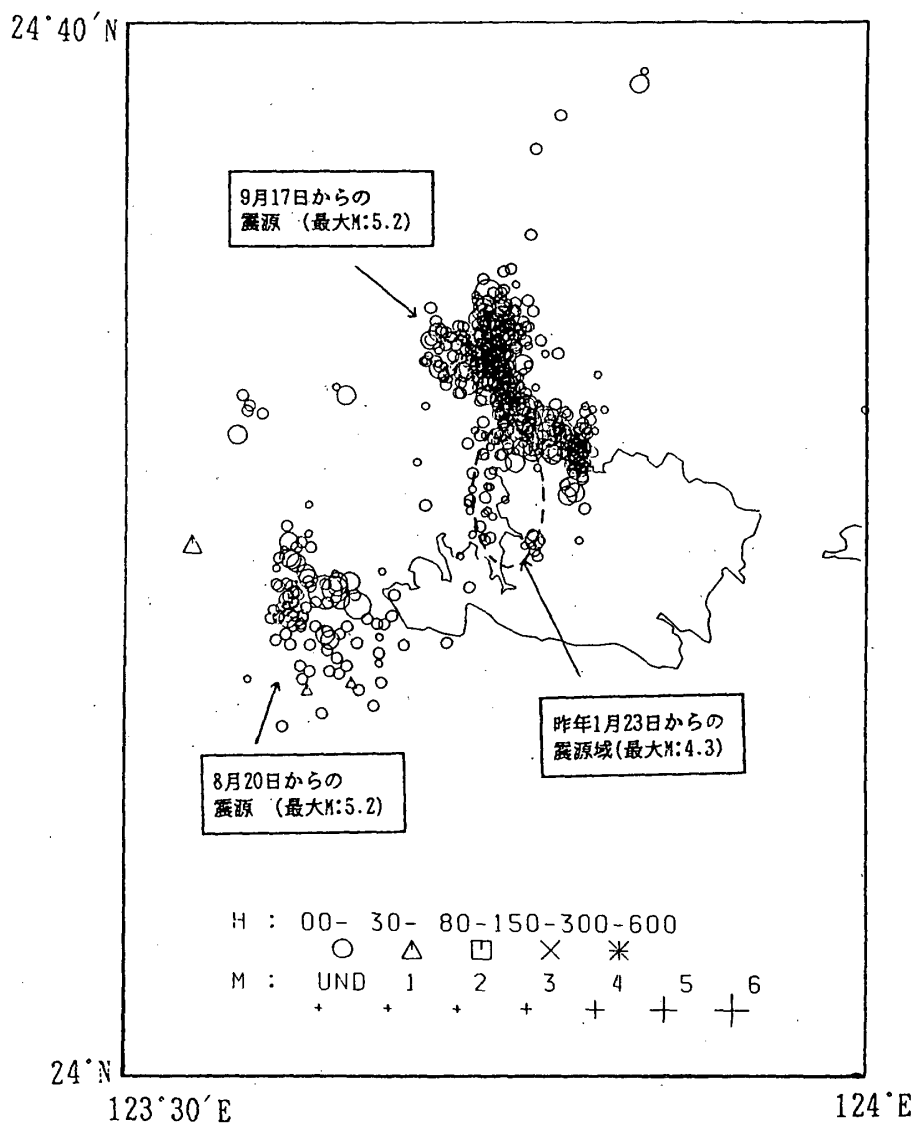 24°40′N
9月17日からの
震源 (最大M:5.2)
昨年1月23日からの
震源域(最大M:4.3)
8月20日からの
震源 (最大M:5.2)
H : 00- 30- 80-150-300-600
M : UND 1 2 3 4 5 6
24°N
123°30′E
124°E